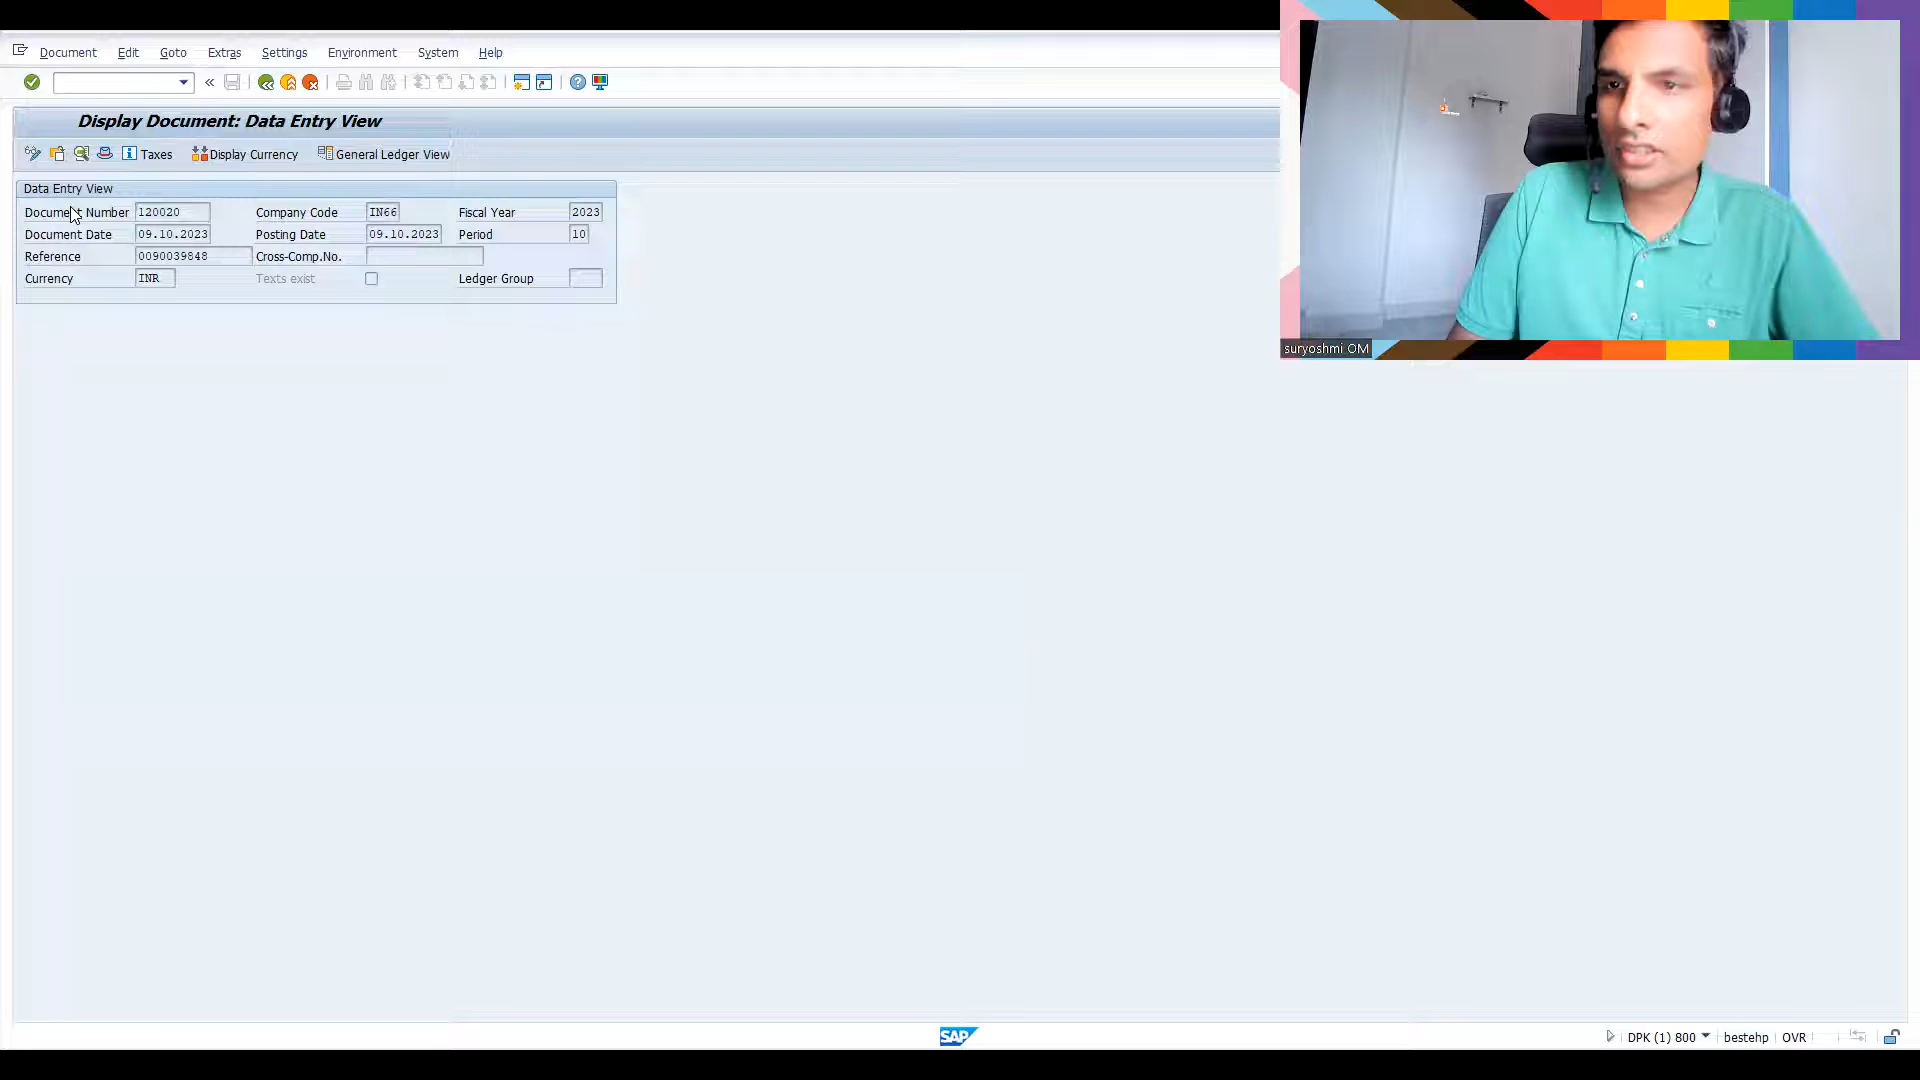 Document Edit Goto Extras Settings Environment System Help
Display Document: Data Entry View
Taxes Display Currency General Ledger View
Data Entry View
Document Number 120020 Company Code IN66 Fiscal Year 2023
Document Date 09.10.2023 Posting Date 09.10.2023 Period 10
Reference 0090039848 Cross-Comp.No.
Currency INR Texts exist Ledger Group
suryoshmi OM
SAP DPK (1) 800 bestehp OVR